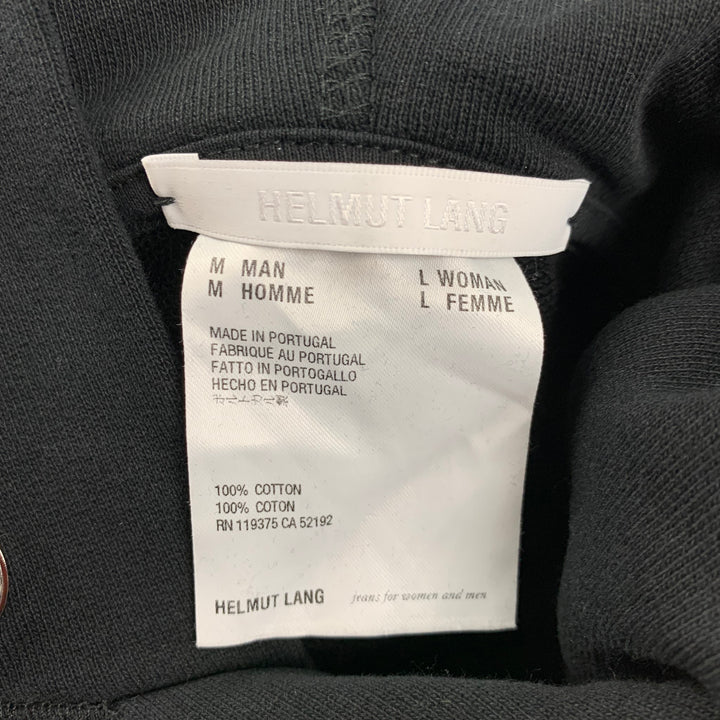 HELMUT LANG
M MAN L WOMAN
M HOMME L FEMME
MADE IN PORTUGAL
FABRIQUE AU PORTUGAL
FATTO IN PORTOGALLO
HECHO EN PORTUGAL
100% COTTON
100% COTON
RN 119375 CA 52192
HELMUT LANG jeans for women and men